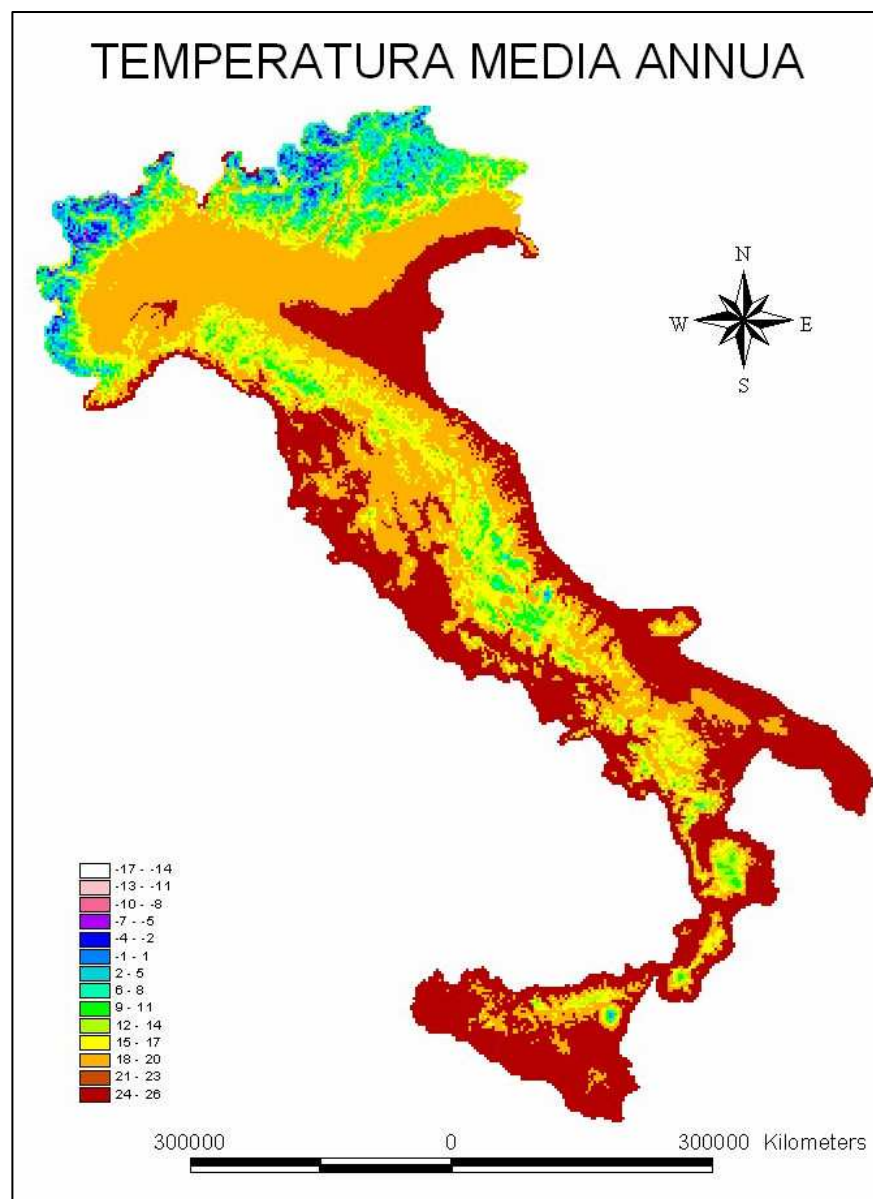 TEMPERATURA MEDIA ANNUA
N
W
E
S
-17 - -14
-13 - -11
-10 - -8
-7 - -5
-4 - -2
-1 - 1
2 - 5
6 - 8
9 - 11
12 - 14
15 - 17
18 - 20
21 - 23
24 - 26
300000 0 300000 Kilometers